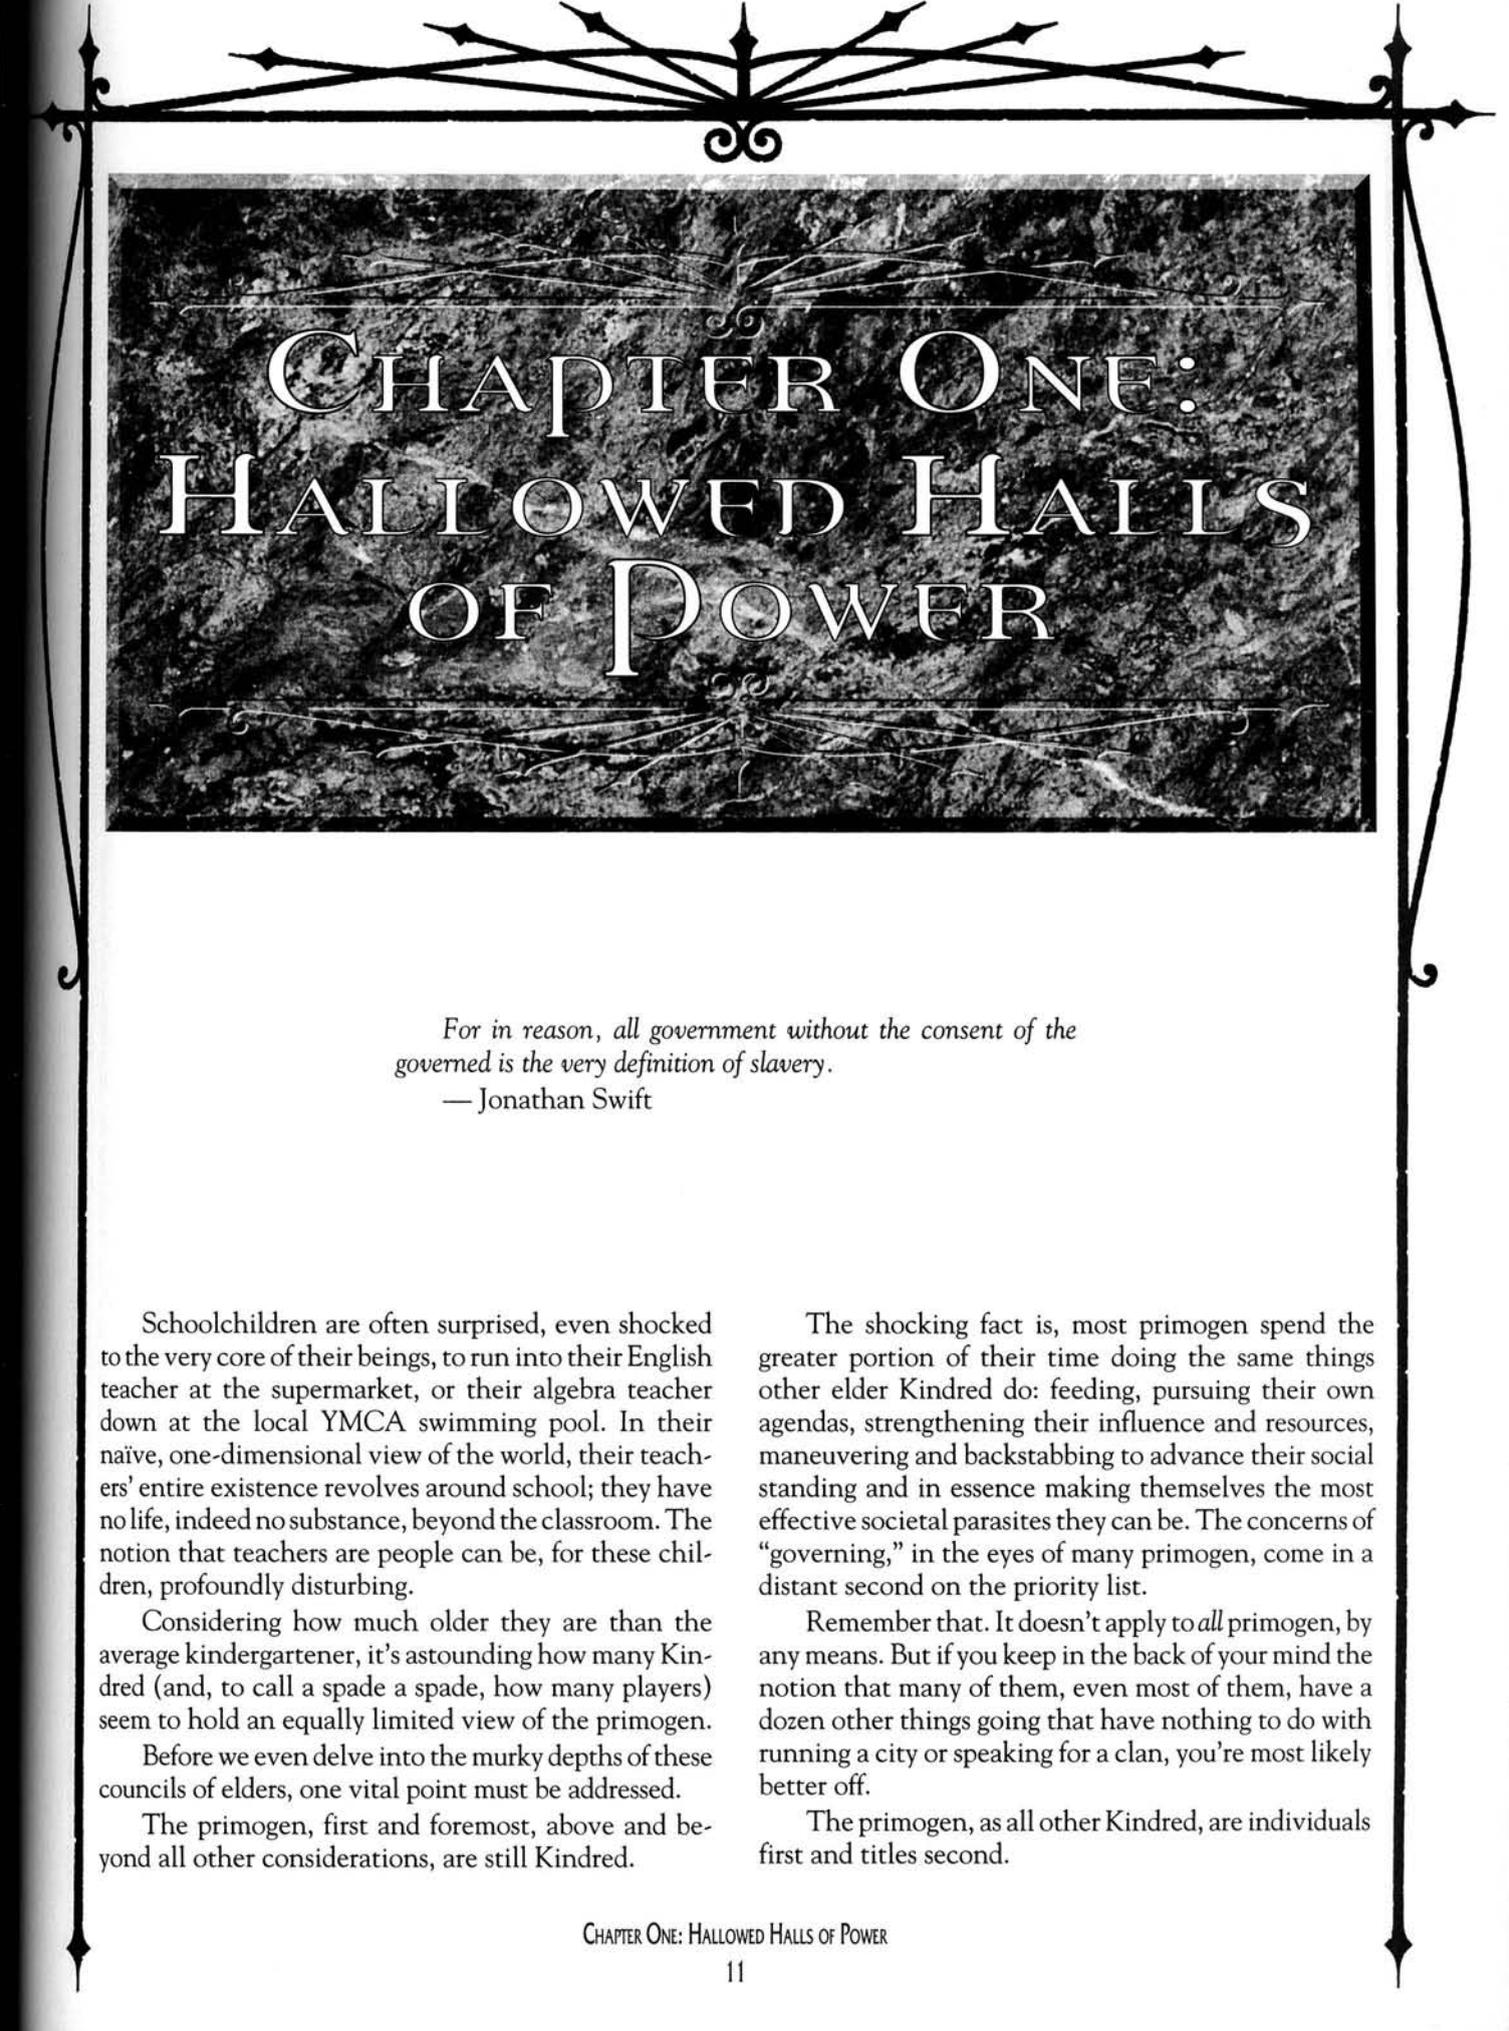 CHAPTER ONE:
HALLOWED HALLS
OF POWER
For in reason, all government without the consent of the
governed is the very definition of slavery.
— Jonathan Swift
Schoolchildren are often surprised, even shocked
to the very core of their beings, to run into their English
teacher at the supermarket, or their algebra teacher
down at the local YMCA swimming pool. In their
naïve, one-dimensional view of the world, their teach-
ers' entire existence revolves around school; they have
no life, indeed no substance, beyond the classroom. The
notion that teachers are people can be, for these chil-
dren, profoundly disturbing.
Considering how much older they are than the
average kindergartener, it's astounding how many Kin-
dred (and, to call a spade a spade, how many players)
seem to hold an equally limited view of the primogen.
Before we even delve into the murky depths of these
councils of elders, one vital point must be addressed.
The primogen, first and foremost, above and be-
yond all other considerations, are still Kindred.
The shocking fact is, most primogen spend the
greater portion of their time doing the same things
other elder Kindred do: feeding, pursuing their own
agendas, strengthening their influence and resources,
maneuvering and backstabbing to advance their social
standing and in essence making themselves the most
effective societal parasites they can be. The concerns of
“governing,” in the eyes of many primogen, come in a
distant second on the priority list.
Remember that. It doesn't apply to all primogen, by
any means. But if you keep in the back of your mind the
notion that many of them, even most of them, have a
dozen other things going that have nothing to do with
running a city or speaking for a clan, you're most likely
better off.
The primogen, as all other Kindred, are individuals
first and titles second.
CHAPTER ONE: HALLOWED HALLS OF POWER
11